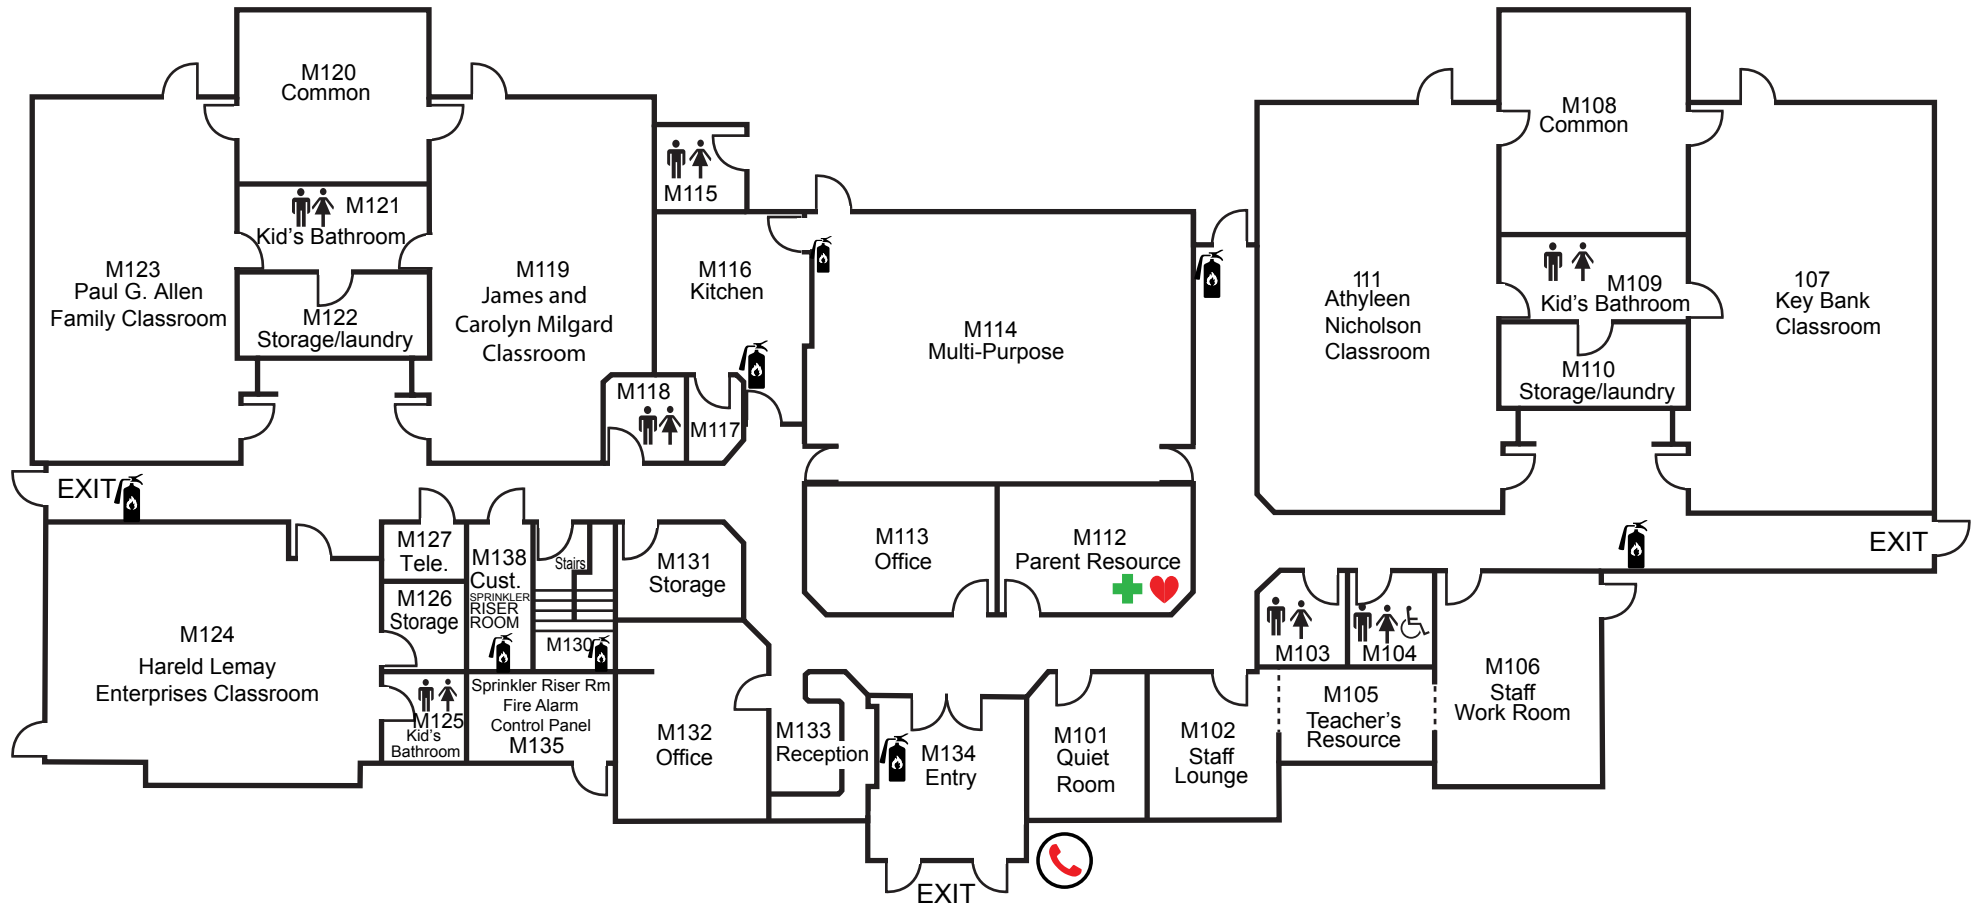 M120
Common
M108
Common
M115
M121
Kid's Bathroom
M123
Paul G. Allen
Family Classroom
M119
James and
Carolyn Milgard
Classroom
M116
Kitchen
M122
Storage/laundry
M114
Multi-Purpose
111
Athyleen
Nicholson
Classroom
M109
Kid's Bathroom
107
Key Bank
Classroom
M110
Storage/laundry
M118
M117
EXIT
M127
Tele.
M138
Cust.
SPRINKLER
RISER
ROOM
Stairs
M131
Storage
M113
Office
M112
Parent Resource
EXIT
M126
Storage
M124
Hareld Lemay
Enterprises Classroom
M130
M103
M104
M106
Staff
Work Room
M125
Kid's
Bathroom
Sprinkler Riser Rm
Fire Alarm
Control Panel
M135
M132
Office
M133
Reception
M134
Entry
M101
Quiet
Room
M102
Staff
Lounge
M105
Teacher's
Resource
EXIT